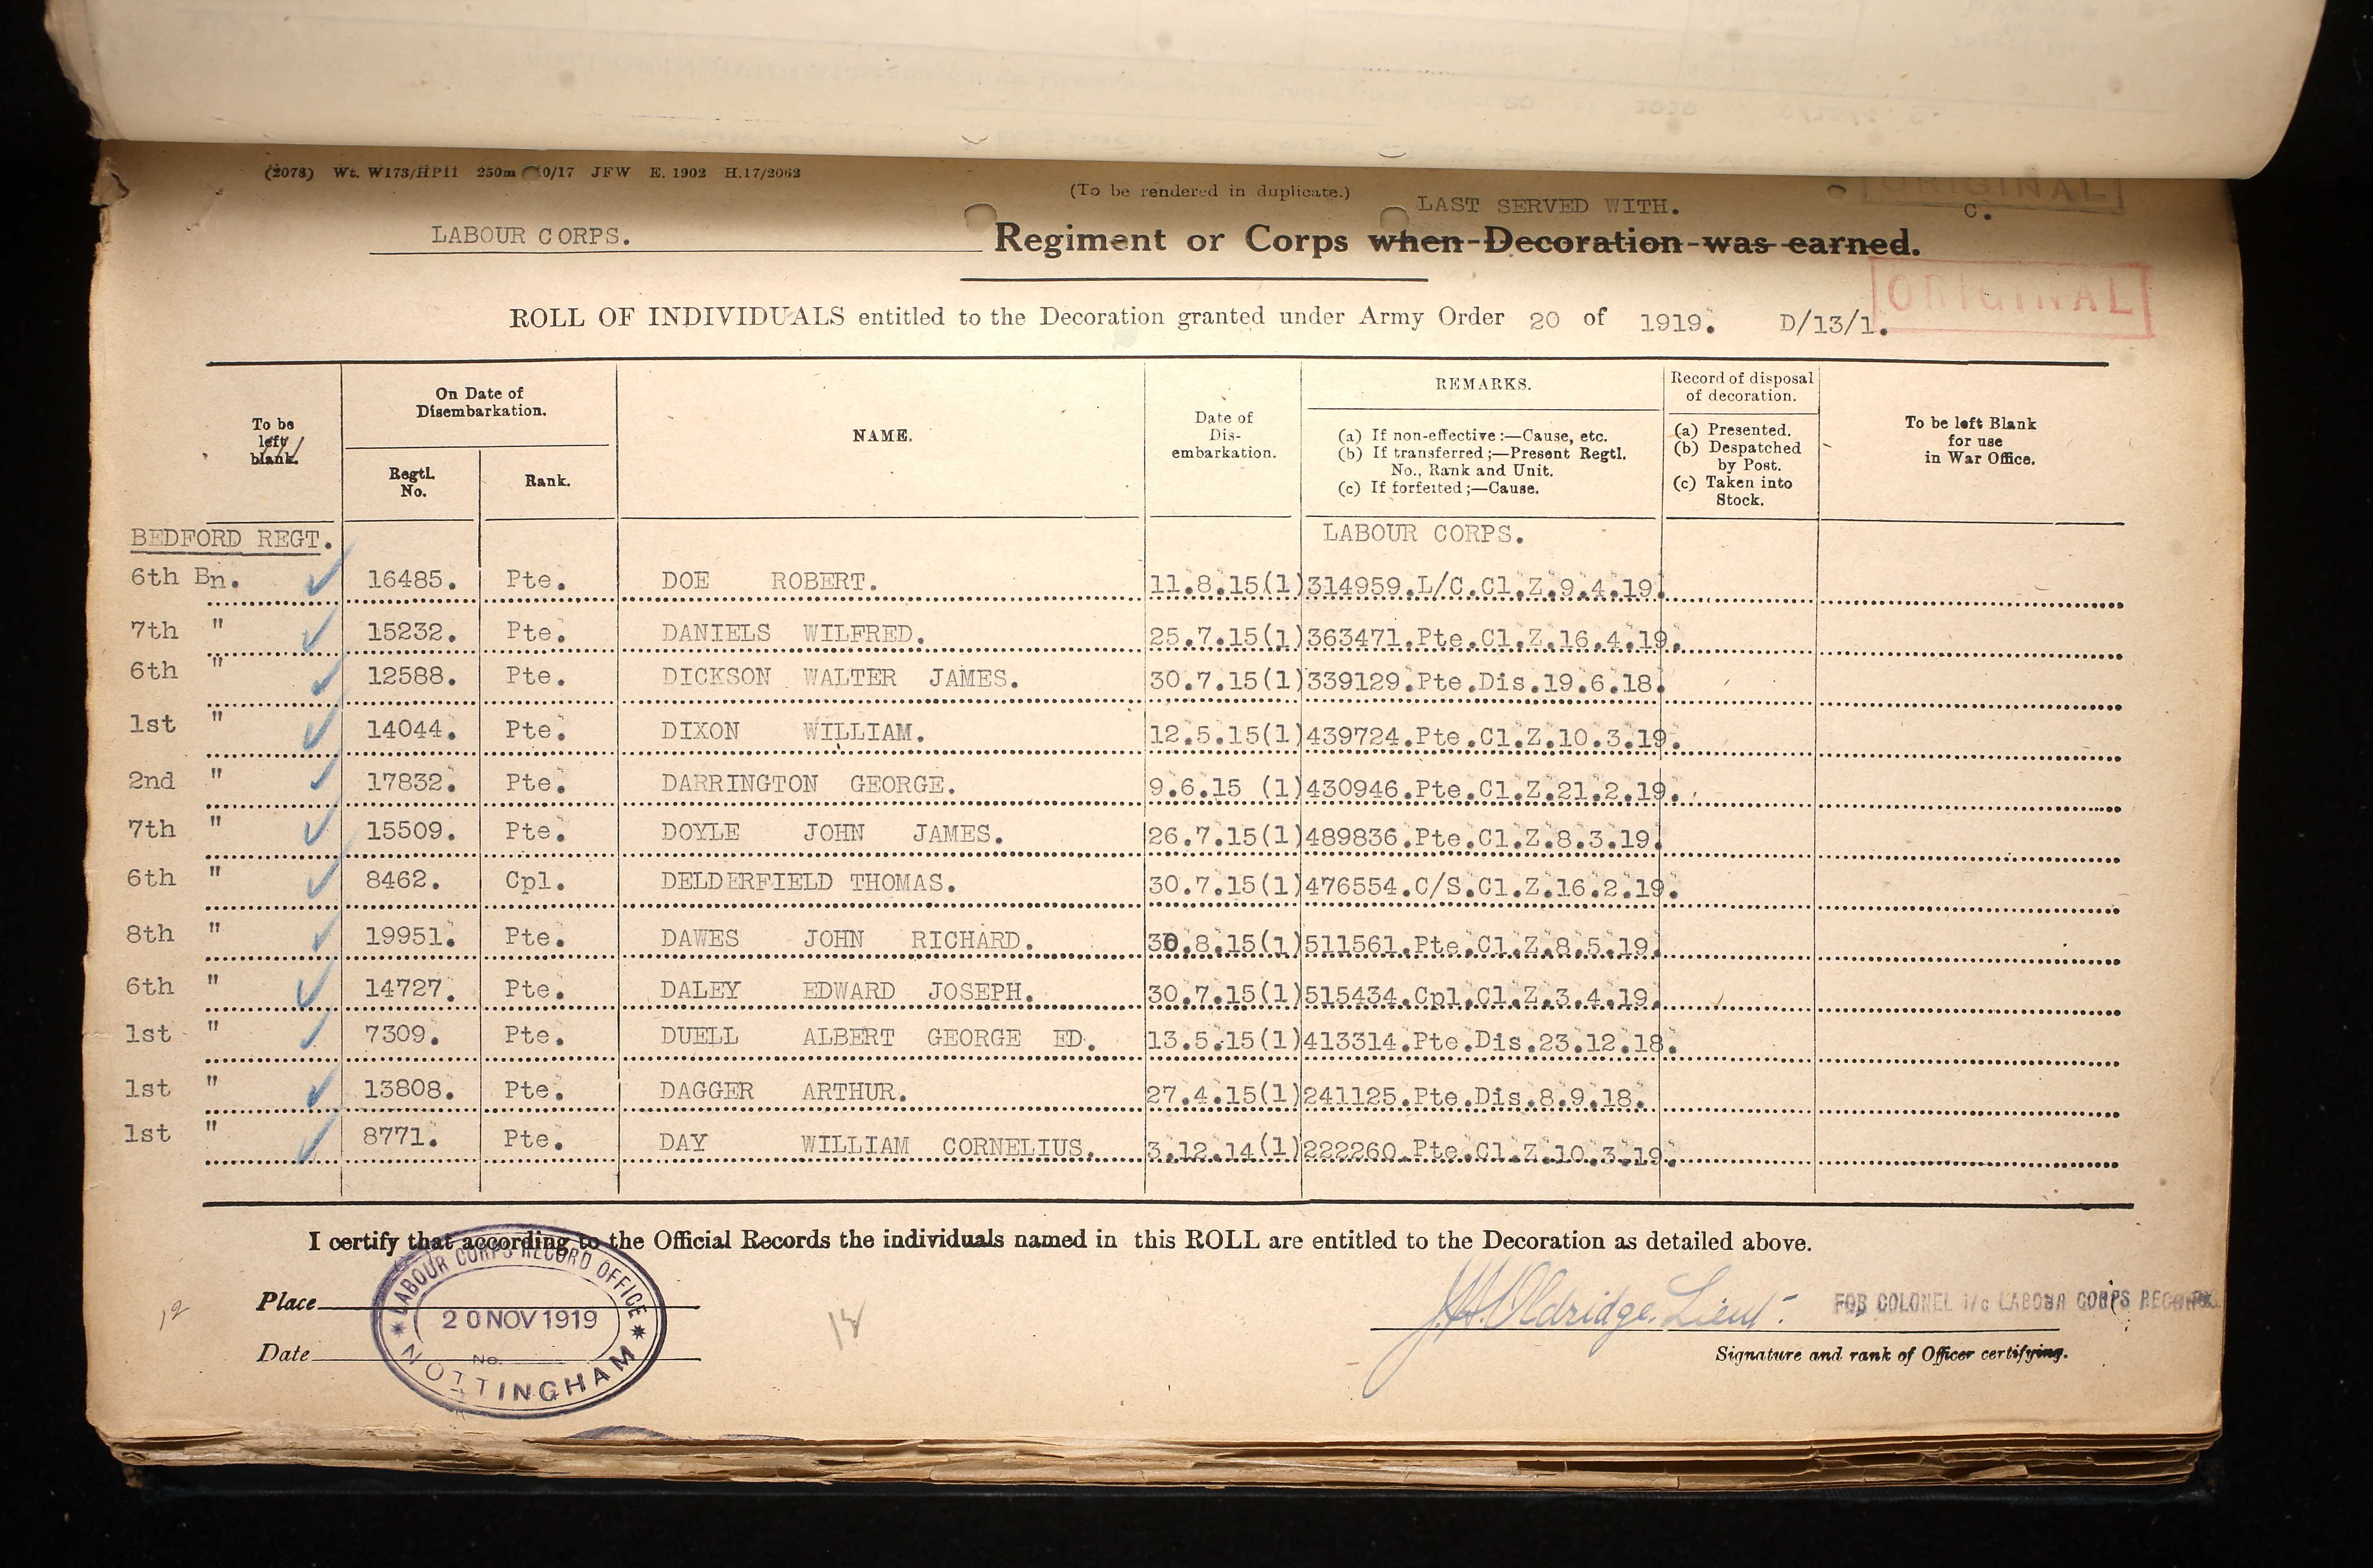 (2078) Wt. W173/HP11 250m 10/17 JFW E. 1902 H.17/2062
(To be rendered in duplicate.)
ORIGINAL
LAST SERVED WITH. C.
LABOUR CORPS. Regiment or Corps when Decoration was earned.
ORIGINAL
ROLL OF INDIVIDUALS entitled to the Decoration granted under Army Order 20 of 1919. D/13/1.
To be left blank.
On Date of Disembarkation.
Regtl. No.
Rank.
NAME.
Date of Dis-
embarkation.
REMARKS.
(a) If non-effective:—Cause, etc.
(b) If transferred;—Present Regtl. No., Rank and Unit.
(c) If forfeited;—Cause.
Record of disposal of decoration.
(a) Presented.
(b) Despatched by Post.
(c) Taken into Stock.
To be left Blank for use in War Office.
BEDFORD REGT. LABOUR CORPS.
6th Bn. 16485. Pte. DOE ROBERT. 11.8.15(1) 314959.L/C.Cl.Z.9.4.19.
7th " 15232. Pte. DANIELS WILFRED. 25.7.15(1) 363471.Pte.Cl.Z.16.4.19.
6th " 12588. Pte. DICKSON WALTER JAMES. 30.7.15(1) 339129.Pte.Dis.19.6.18.
1st " 14044. Pte. DIXON WILLIAM. 12.5.15(1) 439724.Pte.Cl.Z.10.3.19.
2nd " 17832. Pte. DARRINGTON GEORGE. 9.6.15 (1) 430946.Pte.Cl.Z.21.2.19.
7th " 15509. Pte. DOYLE JOHN JAMES. 26.7.15(1) 489836.Pte.Cl.Z.8.3.19.
6th " 8462. Cpl. DELDERFIELD THOMAS. 30.7.15(1) 476554.C/S.Cl.Z.16.2.19.
8th " 19951. Pte. DAWES JOHN RICHARD. 30.8.15(1) 511561.Pte.Cl.Z.8.5.19.
6th " 14727. Pte. DALEY EDWARD JOSEPH. 30.7.15(1) 515434.Cpl.Cl.Z.3.4.19.
1st " 7309. Pte. DUELL ALBERT GEORGE ED. 13.5.15(1) 413314.Pte.Dis.23.12.18.
1st " 13808. Pte. DAGGER ARTHUR. 27.4.15(1) 241125.Pte.Dis.8.9.18.
1st " 8771. Pte. DAY WILLIAM CORNELIUS. 3.12.14(1) 222260.Pte.Cl.Z.10.3.19.
I certify that according to the Official Records the individuals named in this ROLL are entitled to the Decoration as detailed above.
LABOUR CORPS RECORD OFFICE
20 NOV 1919
No.
NOTTINGHAM
Place
Date
12
J.H. Oldridge. Lieut.
FOR COLONEL I/c LABOUR CORPS RECORDS
Signature and rank of Officer certifying.